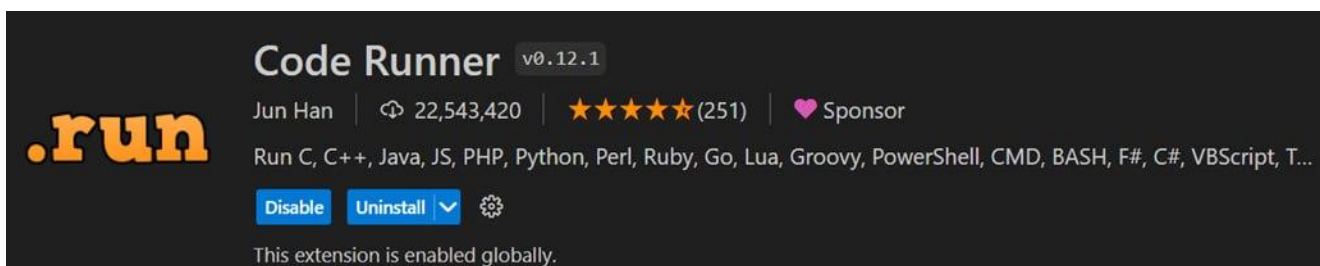 .run
Code Runner v0.12.1
Jun Han 22,543,420 (251) Sponsor
Run C, C++, Java, JS, PHP, Python, Perl, Ruby, Go, Lua, Groovy, PowerShell, CMD, BASH, F#, C#, VBScript, T...
Disable Uninstall
This extension is enabled globally.